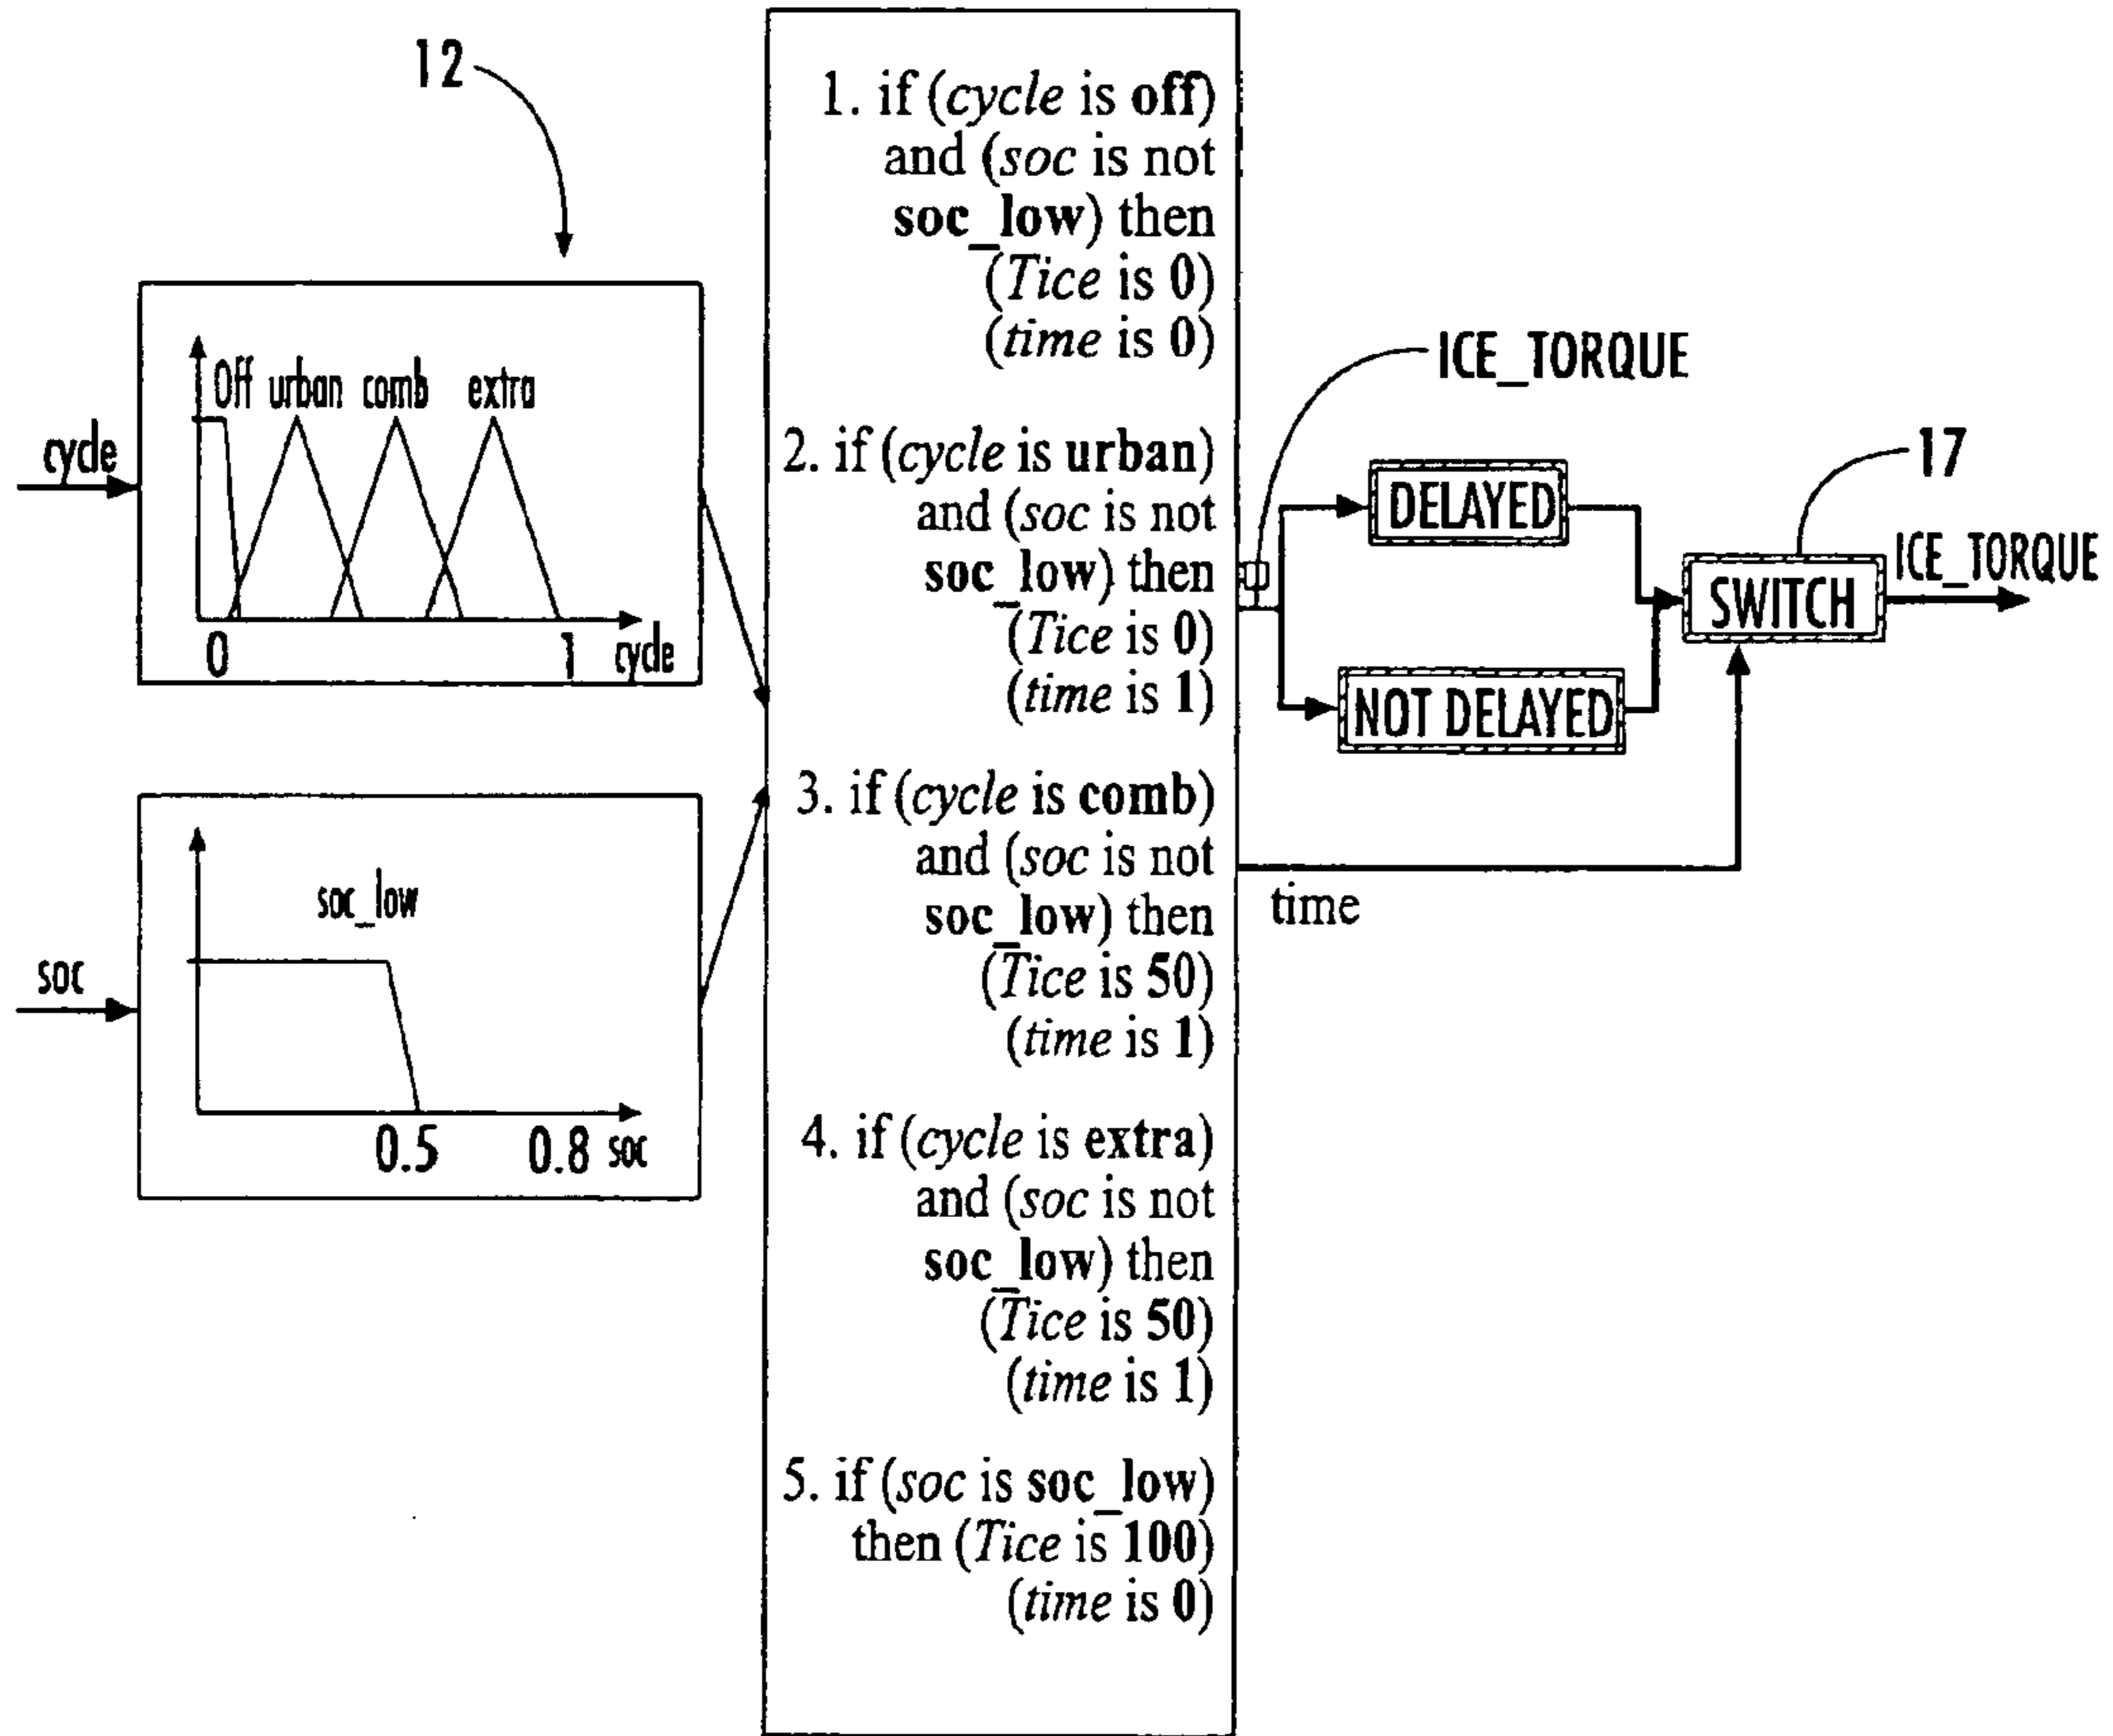 12
Off urban comb extra
cycle
0 1 cycle
soc_low
soc
0.5 0.8 soc
1. if (cycle is off)
and (soc is not
soc_low) then
(Tice is 0)
(time is 0)
2. if (cycle is urban)
and (soc is not
soc_low) then
(Tice is 0)
(time is 1)
3. if (cycle is comb)
and (soc is not
soc_low) then
(Tice is 50)
(time is 1)
4. if (cycle is extra)
and (soc is not
soc_low) then
(Tice is 50)
(time is 1)
5. if (soc is soc_low)
then (Tice is 100)
(time is 0)
ICE_TORQUE
17
DELAYED
ICE_TORQUE
SWITCH
NOT DELAYED
time